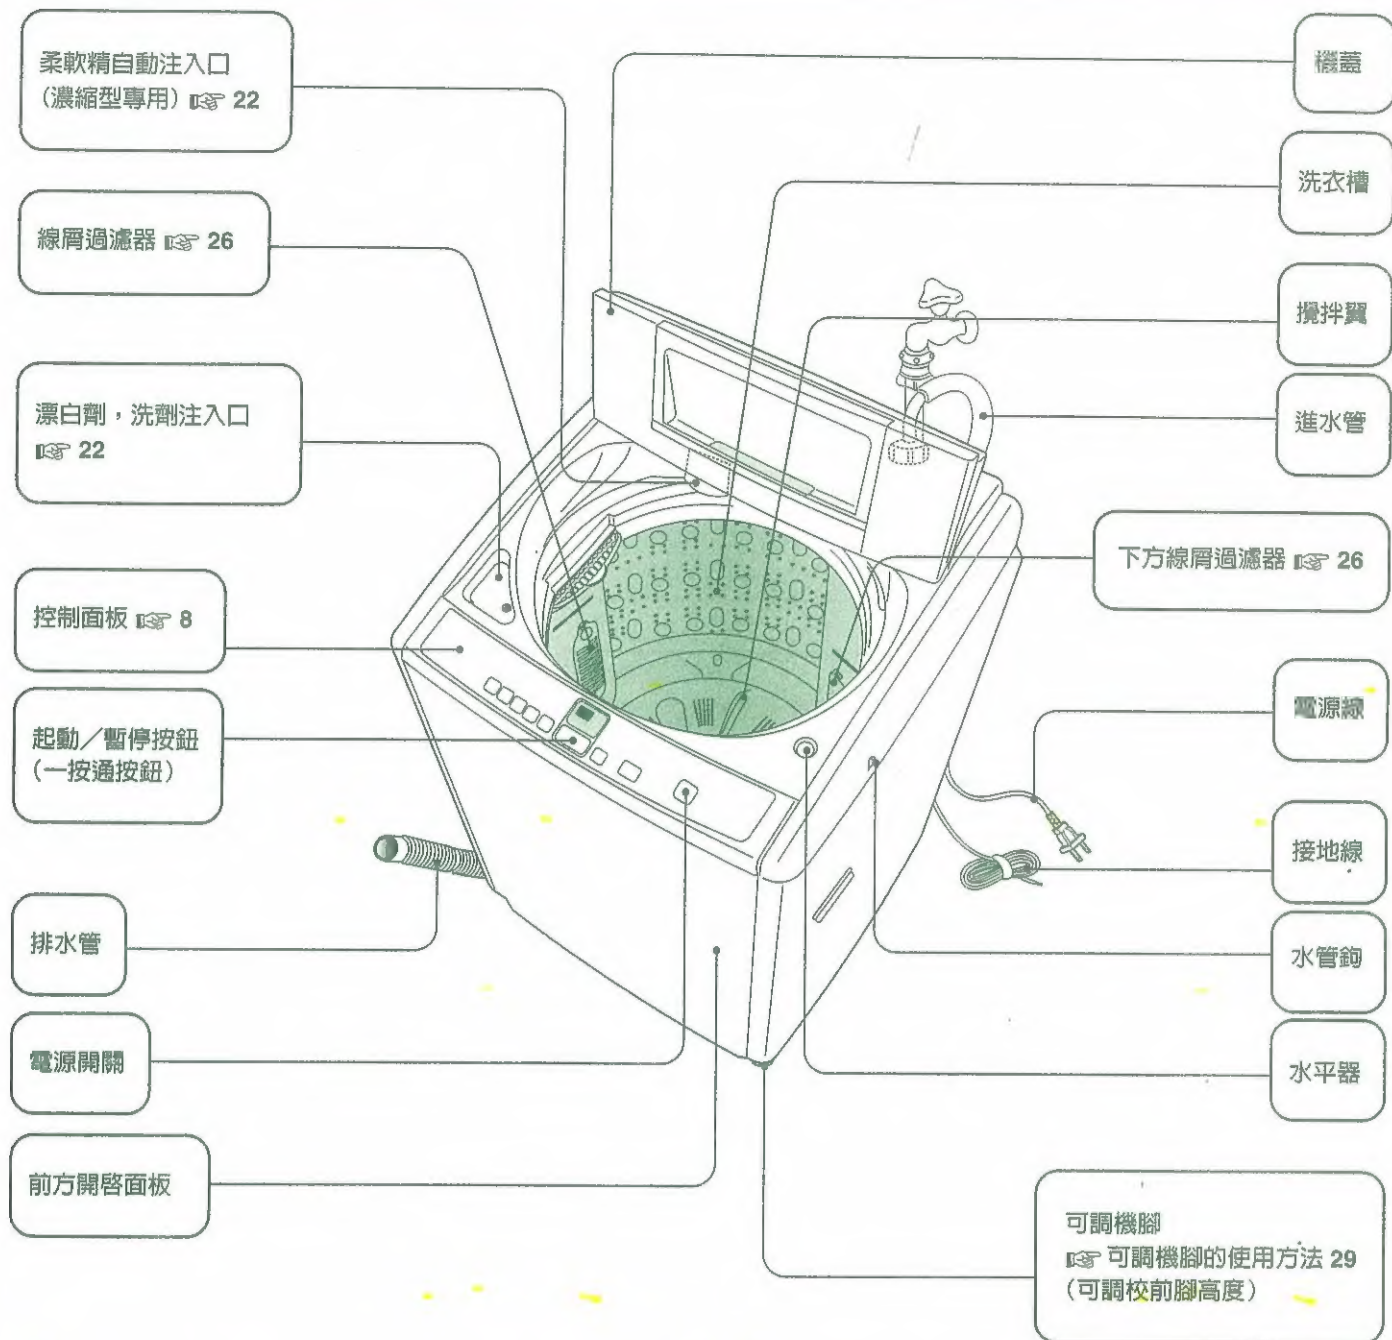 柔軟精自動注入口
（濃縮型專用）☞ 22
線屑過濾器 ☞ 26
漂白劑，洗劑注入口
☞ 22
控制面板 ☞ 8
起動／暫停按鈕
（一按通按鈕）
排水管
電源開關
前方開啓面板
機蓋
洗衣槽
攪拌翼
進水管
下方線屑過濾器 ☞ 26
電源線
接地線
水管鉤
水平器
可調機腳
☞ 可調機腳的使用方法 29
（可調校前腳高度）